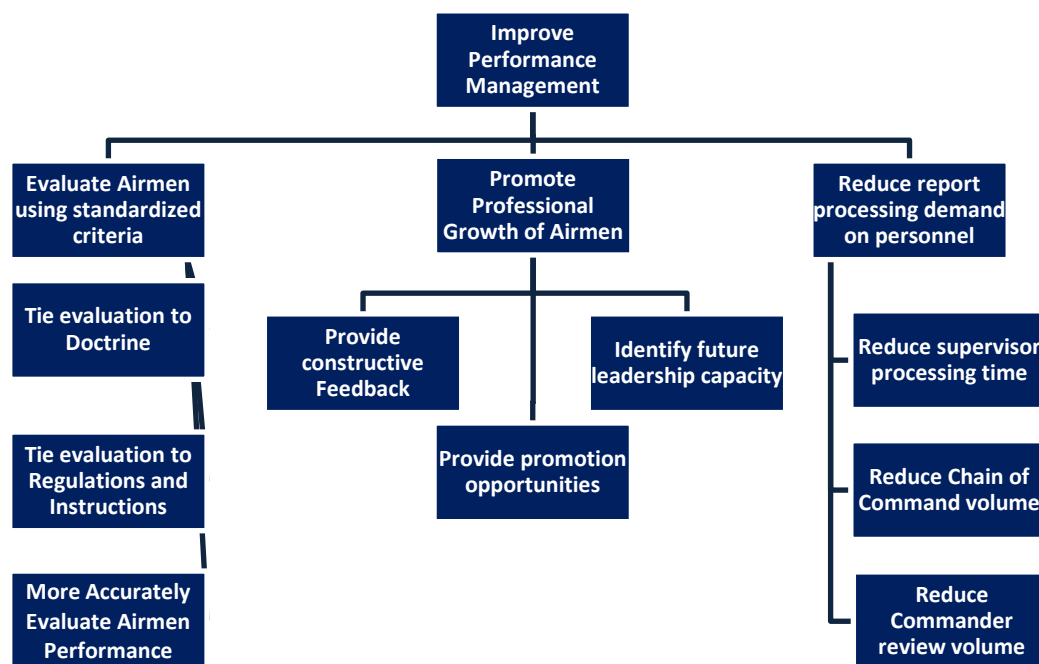 Improve
Performance
Management
Evaluate Airmen
using standardized
criteria
Promote
Professional
Growth of Airmen
Reduce report
processing demand
on personnel
Tie evaluation to
Doctrine
Tie evaluation to
Regulations and
Instructions
More Accurately
Evaluate Airmen
Performance
Provide
constructive
Feedback
Identify future
leadership capacity
Provide promotion
opportunities
Reduce supervisor
processing time
Reduce Chain of
Command volume
Reduce
Commander
review volume